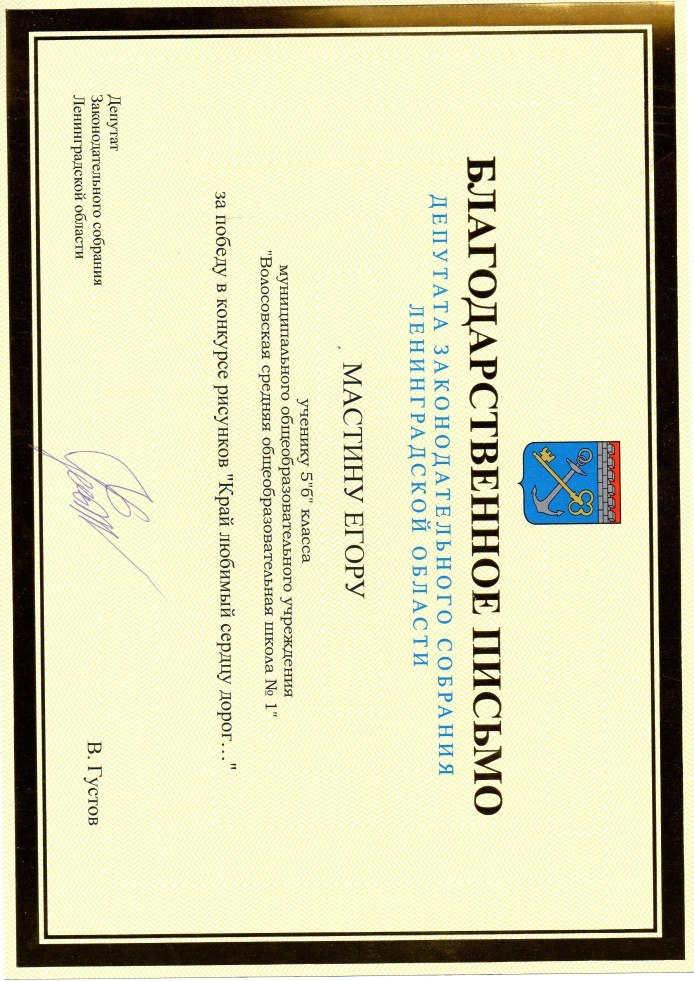 БЛАГОДАРСТВЕННОЕ ПИСЬМО
ДЕПУТАТА ЗАКОНОДАТЕЛЬНОГО СОБРАНИЯ
ЛЕНИНГРАДСКОЙ ОБЛАСТИ
МАСТИНУ ЕГОРУ
ученику 5"б" класса
муниципального общеобразовательного учреждения
"Волосовская средняя общеобразовательная школа № 1"
за победу в конкурсе рисунков "Край любимый сердцу дорог…"
Депутат
Законодательного собрания
Ленинградской области
В. Густов